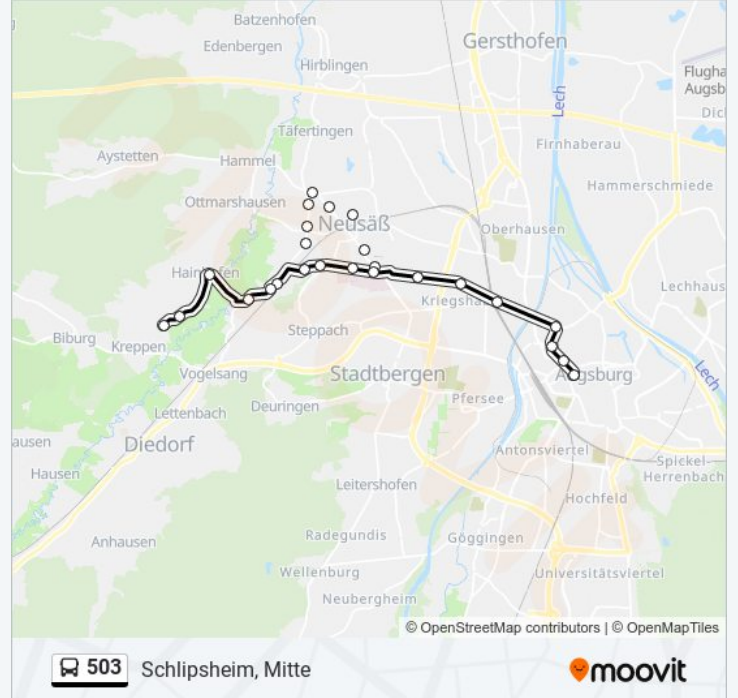 Batzenhofen
Gersthofen
Edenbergen
Hirblingen
Flugha
Augsb
Lech
Täfertingen
Firnhaberau
Aystetten
Hammel
Hammerschmiede
Ottmarshausen
Neusäß
Oberhausen
Hainhofen
Lechhaus
Kriegshaber
Steppach
Biburg
Kreppen
Vogelsang
Stadtbergen
Augsburg
Lech
Pfersee
Deuringen
Lettenbach
Diedorf
ausen
Antonsviertel
Spickel-
Herrenbach
Hausen
Leitershofen
Hochfeld
Radegundis
Göggingen
Anhausen
Wellenburg
Universitätsviertel
Neubergheim
© OpenStreetMap contributors | © OpenMapTiles
503 Schlipsheim, Mitte
moovit